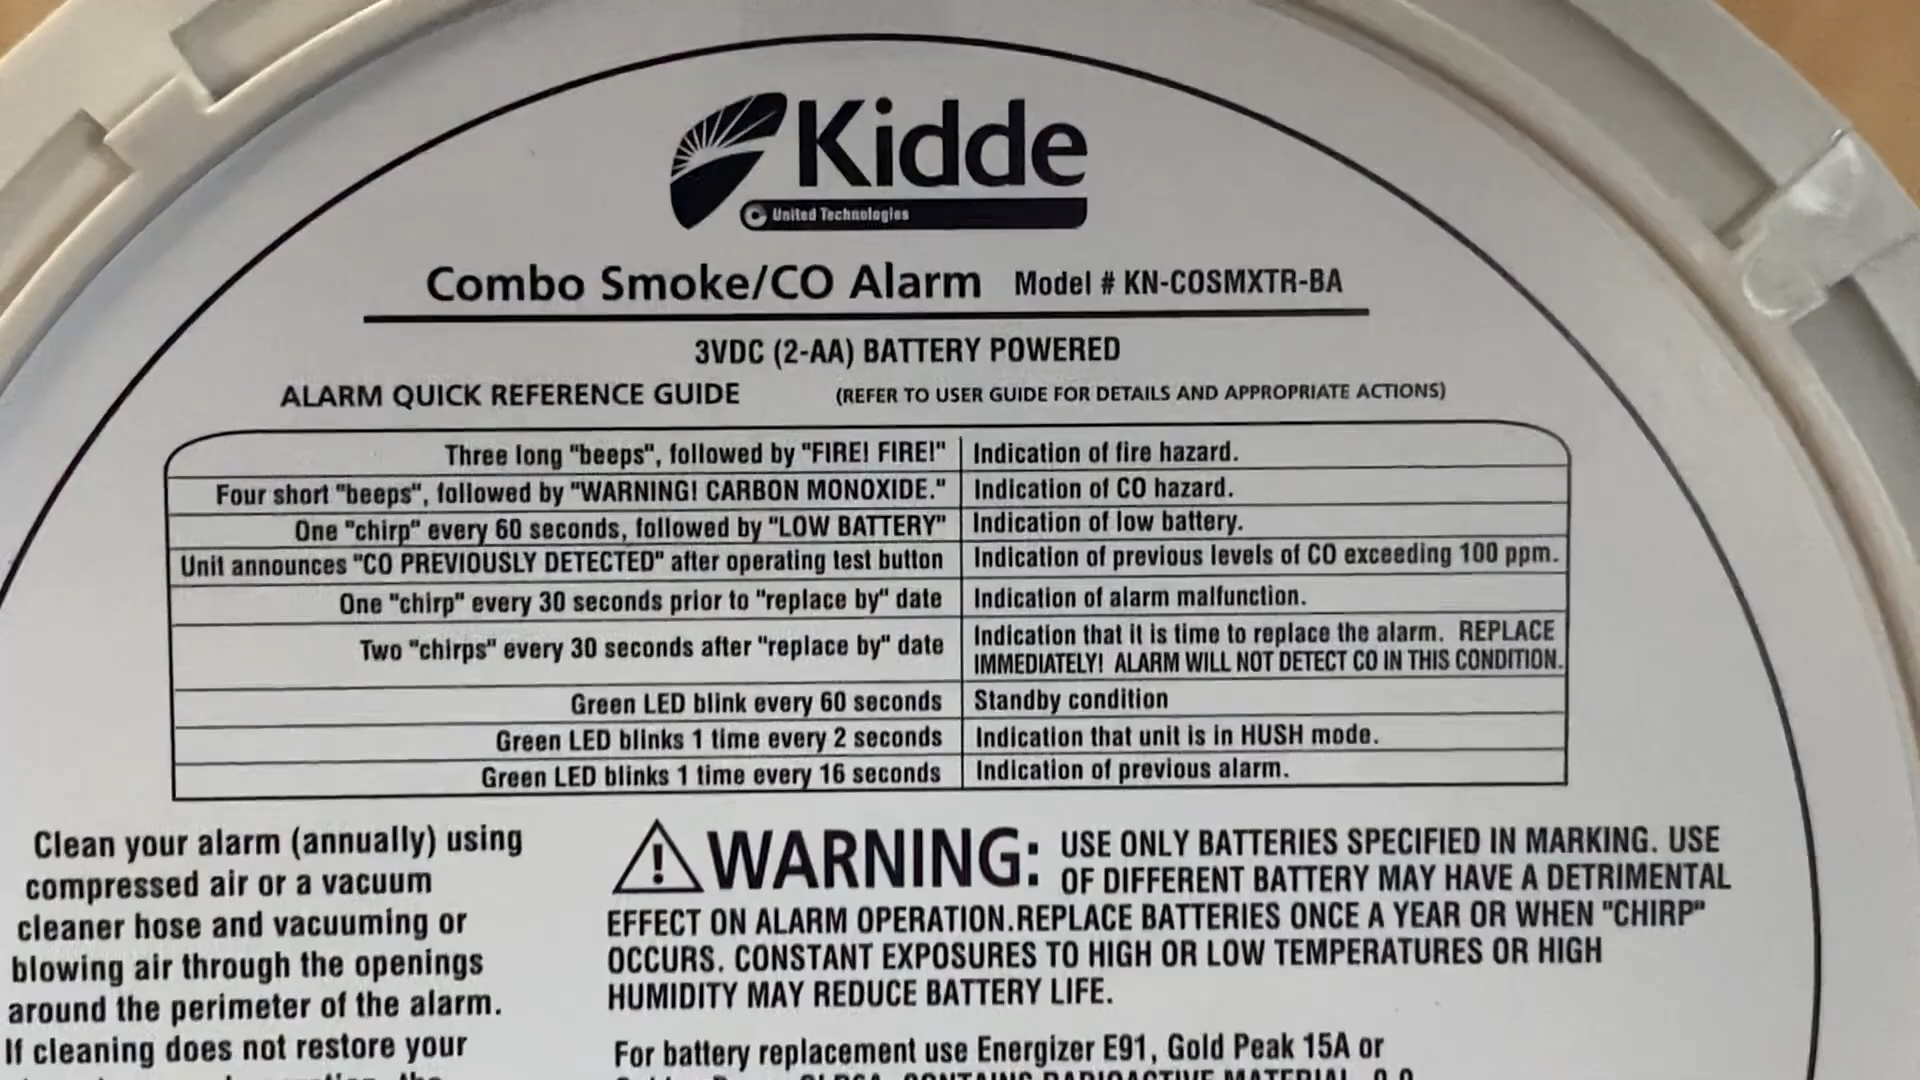 Kidde
United Technologies
Combo Smoke/CO Alarm Model # KN-COSMXTR-BA
3VDC (2-AA) BATTERY POWERED
ALARM QUICK REFERENCE GUIDE (REFER TO USER GUIDE FOR DETAILS AND APPROPRIATE ACTIONS)
Three long "beeps", followed by "FIRE! FIRE!" Indication of fire hazard.
Four short "beeps", followed by "WARNING! CARBON MONOXIDE." Indication of CO hazard.
One "chirp" every 60 seconds, followed by "LOW BATTERY" Indication of low battery.
Unit announces "CO PREVIOUSLY DETECTED" after operating test button Indication of previous levels of CO exceeding 100 ppm.
One "chirp" every 30 seconds prior to "replace by" date Indication of alarm malfunction.
Two "chirps" every 30 seconds after "replace by" date Indication that it is time to replace the alarm. REPLACE
IMMEDIATELY! ALARM WILL NOT DETECT CO IN THIS CONDITION.
Green LED blink every 60 seconds Standby condition
Green LED blinks 1 time every 2 seconds Indication that unit is in HUSH mode.
Green LED blinks 1 time every 16 seconds Indication of previous alarm.
Clean your alarm (annually) using
compressed air or a vacuum
cleaner hose and vacuuming or
blowing air through the openings
around the perimeter of the alarm.
If cleaning does not restore your
WARNING: USE ONLY BATTERIES SPECIFIED IN MARKING. USE
OF DIFFERENT BATTERY MAY HAVE A DETRIMENTAL
EFFECT ON ALARM OPERATION.REPLACE BATTERIES ONCE A YEAR OR WHEN "CHIRP"
OCCURS. CONSTANT EXPOSURES TO HIGH OR LOW TEMPERATURES OR HIGH
HUMIDITY MAY REDUCE BATTERY LIFE.
For battery replacement use Energizer E91, Gold Peak 15A or
CONTAINS RADIOACTIVE MATERIAL